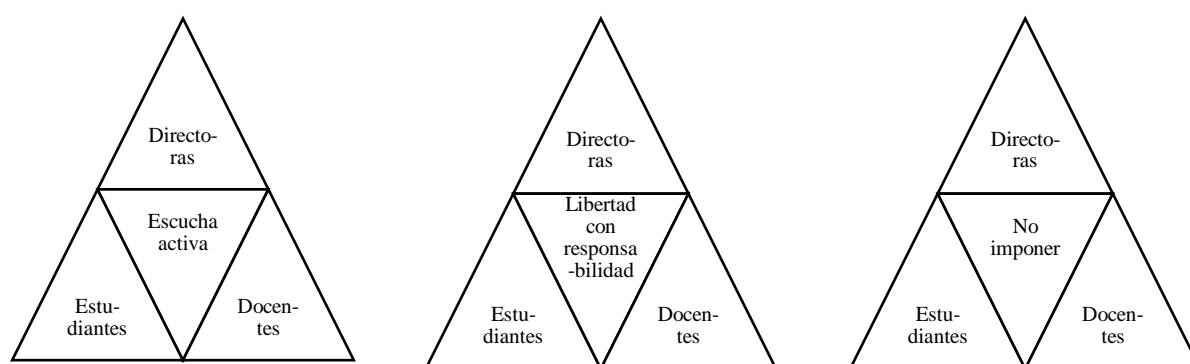 Directo-
ras
Escucha
activa
Estu-
diantes
Docen-
tes
Directo-
ras
Libertad
con
responsa
-bilidad
Estu-
diantes
Docen-
tes
Directo-
ras
No
imponer
Estu-
diantes
Docen-
tes